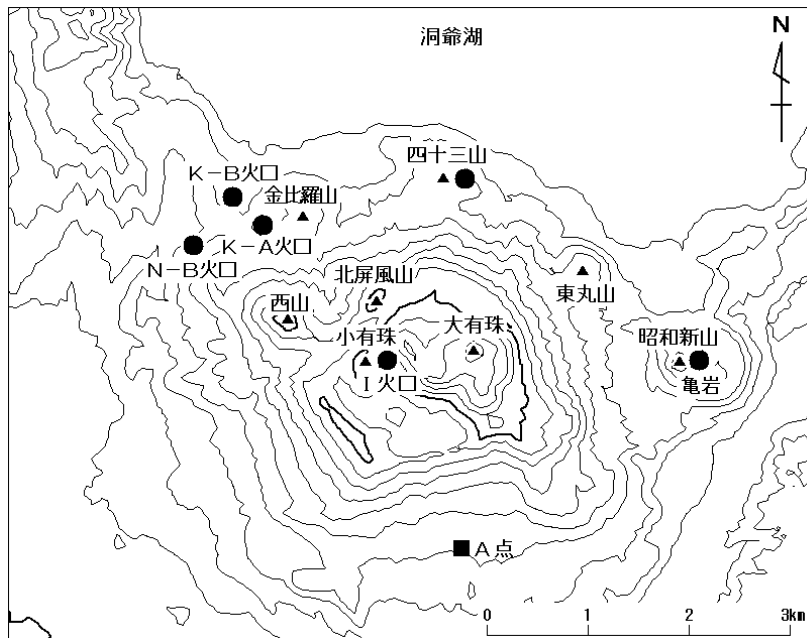 洞爺湖
N
四十三山
K-B火口
金比羅山
K-A火口
N-B火口
北屏風山
東丸山
西山
小有珠
大有珠
昭和新山
I火口
亀岩
A点
0 1 2 3km